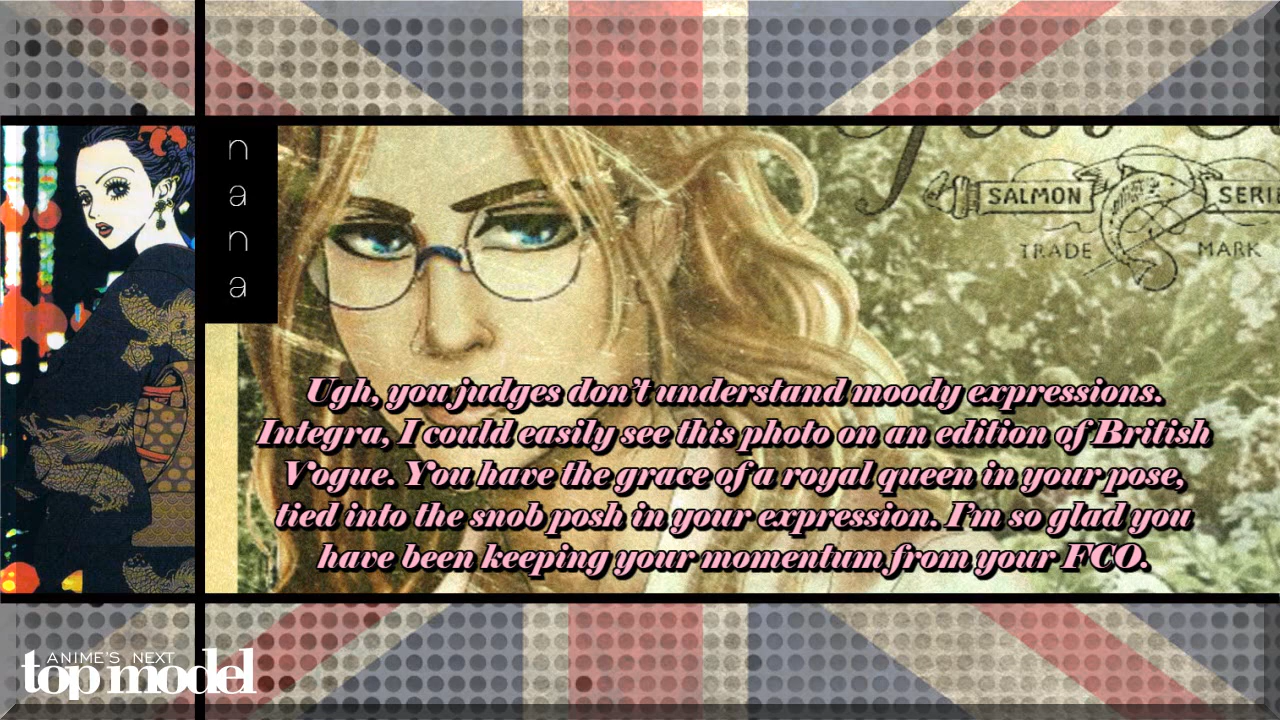 n
a
n
a
SALMON
SERIE
TRADE
MARK
Ugh, you judges don't understand moody expressions.
Integra, I could easily see this photo on an edition of British
Vogue. You have the grace of a royal queen in your pose,
tied into the snob posh in your expression. I'm so glad you
have been keeping your momentum from your FCO.
ANIME'S NEXT
top model